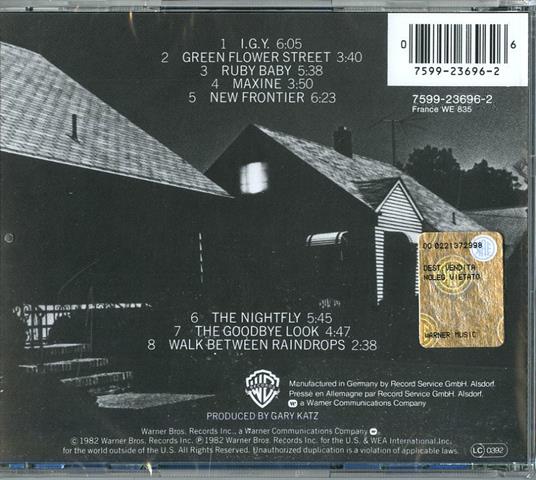 1 I.G.Y. 6:05
2 GREEN FLOWER STREET 3:40
3 RUBY BABY 5:38
4 MAXINE 3:50
5 NEW FRONTIER 6:23
0 7599-23696-2 6
7599-23696-2
France WE 835
00 0221372998
DEST. VENDITA
NOLEG. VIETATO
WARNER MUSIC
6 THE NIGHTFLY 5:45
7 THE GOODBYE LOOK 4:47
8 WALK BETWEEN RAINDROPS 2:38
Manufactured in Germany by Record Service GmbH. Alsdorf.
Pressé en Allemagne par Record Service GmbH. Alsdorf.
a Warner Communications Company
PRODUCED BY GARY KATZ
Warner Bros. Records Inc., a Warner Communications Company
© 1982 Warner Bros. Records Inc. ℗ 1982 Warner Bros. Records Inc. for the U.S. & WEA International Inc.
for the world outside of the U.S. All Rights Reserved. Unauthorized duplication is a violation of applicable laws.
LC 0392